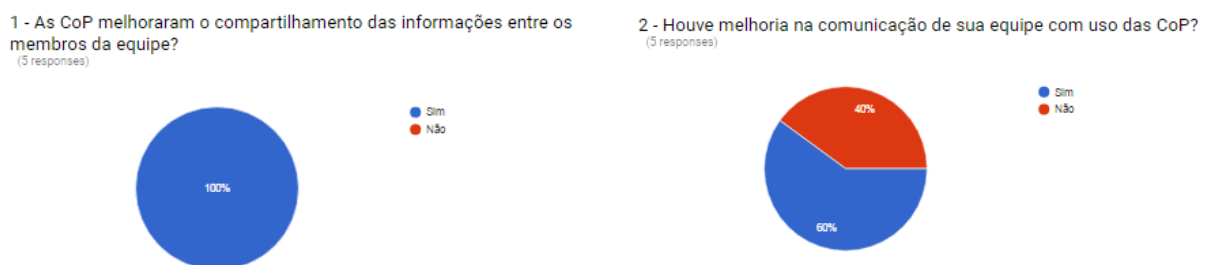 1 - As CoP melhoraram o compartilhamento das informações entre os
membros da equipe?
(5 responses)
Sim
Não
100%
2 - Houve melhoria na comunicação de sua equipe com uso das CoP?
(5 responses)
Sim
Não
40%
60%